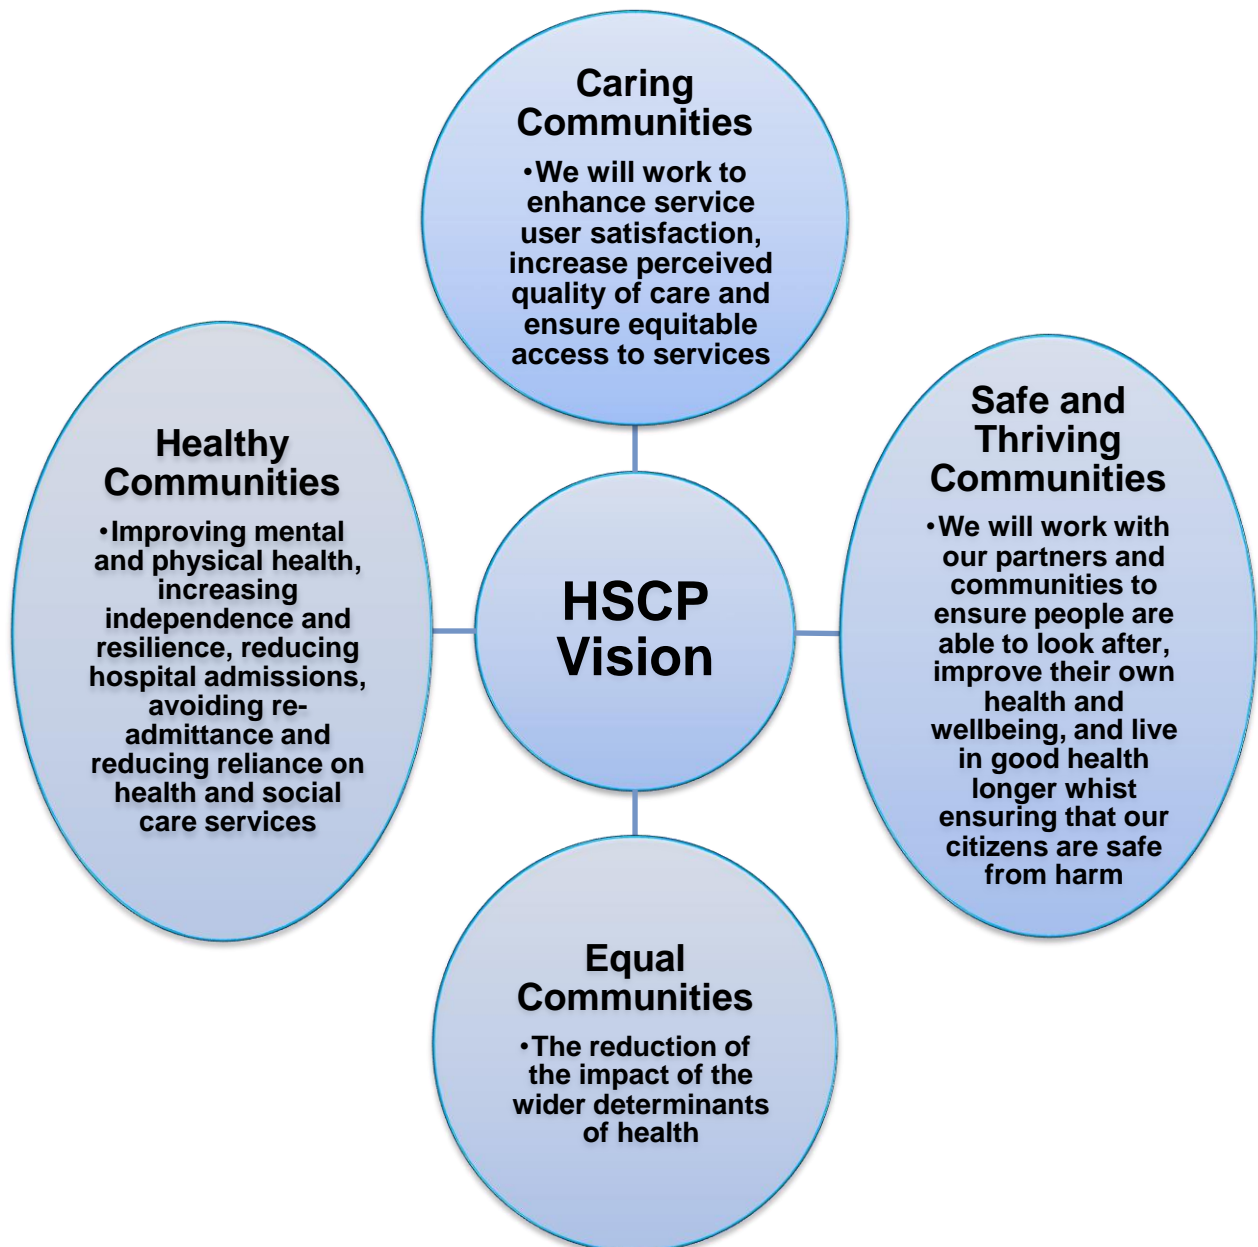 Caring
Communities
•We will work to
enhance service
user satisfaction,
increase perceived
quality of care and
ensure equitable
access to services
Healthy
Communities
•Improving mental
and physical health,
increasing
independence and
resilience, reducing
hospital admissions,
avoiding re-
admittance and
reducing reliance on
health and social
care services
HSCP
Vision
Safe and
Thriving
Communities
•We will work with
our partners and
communities to
ensure people are
able to look after,
improve their own
health and
wellbeing, and live
in good health
longer whist
ensuring that our
citizens are safe
from harm
Equal
Communities
•The reduction of
the impact of the
wider determinants
of health